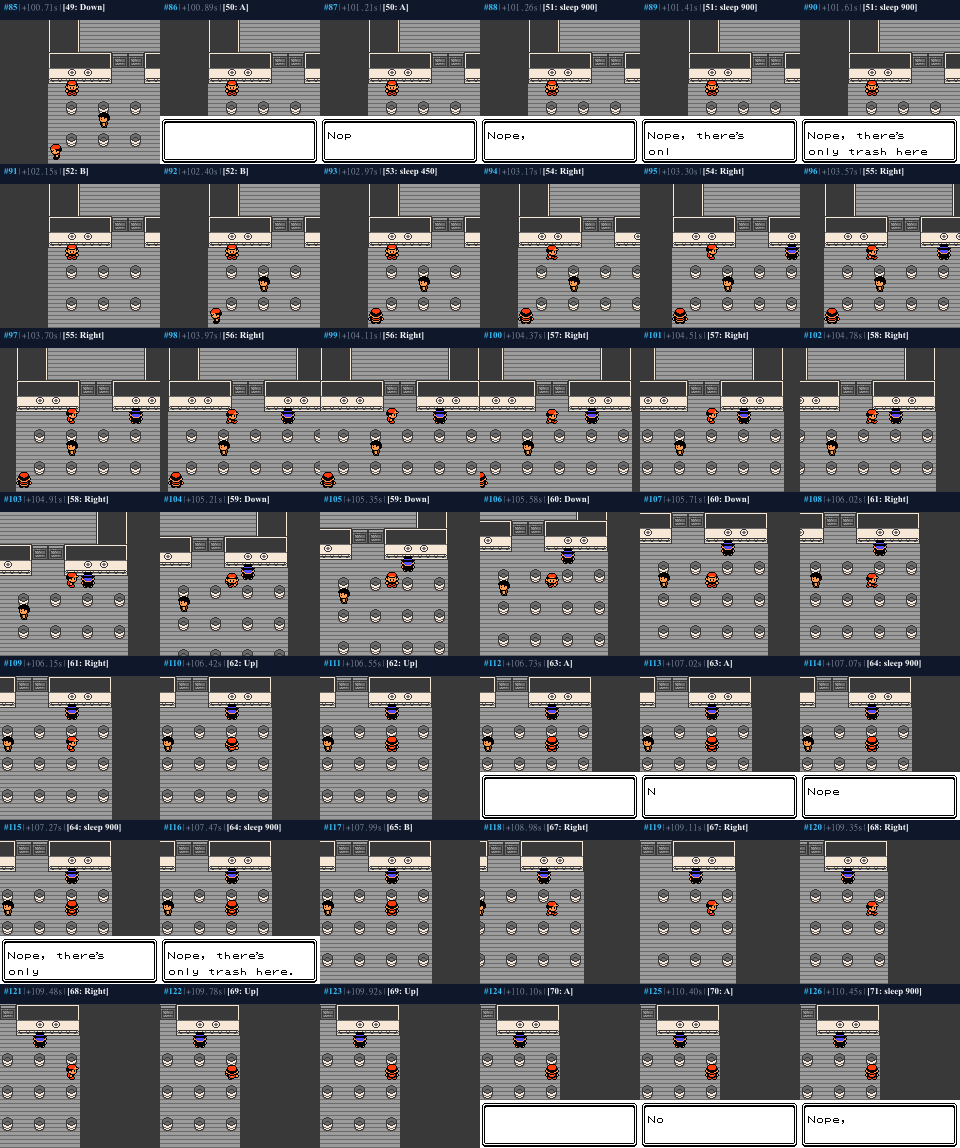 #85|+100.71s|[49: Down]
#86|+100.89s|[50: A]
#87|+101.21s|[50: A]
#88|+101.26s|[51: sleep 900]
#89|+101.41s|[51: sleep 900]
#90|+101.61s|[51: sleep 900]
Nop
Nope,
Nope, there's
onl
Nope, there's
only trash here
#91|+102.15s|[52: B]
#92|+102.40s|[52: B]
#93|+102.97s|[53: sleep 450]
#94|+103.17s|[54: Right]
#95|+103.30s|[54: Right]
#96|+103.57s|[55: Right]
#97|+103.70s|[55: Right]
#98|+103.97s|[56: Right]
#99|+104.11s|[56: Right]
#100|+104.37s|[57: Right]
#101|+104.51s|[57: Right]
#102|+104.78s|[58: Right]
#103|+104.91s|[58: Right]
#104|+105.21s|[59: Down]
#105|+105.35s|[59: Down]
#106|+105.58s|[60: Down]
#107|+105.71s|[60: Down]
#108|+106.02s|[61: Right]
#109|+106.15s|[61: Right]
#110|+106.42s|[62: Up]
#111|+106.55s|[62: Up]
#112|+106.73s|[63: A]
#113|+107.02s|[63: A]
#114|+107.07s|[64: sleep 900]
N
Nope
#115|+107.27s|[64: sleep 900]
#116|+107.47s|[64: sleep 900]
#117|+107.99s|[65: B]
#118|+108.98s|[67: Right]
#119|+109.11s|[67: Right]
#120|+109.35s|[68: Right]
Nope, there's
only
Nope, there's
only trash here.
#121|+109.48s|[68: Right]
#122|+109.78s|[69: Up]
#123|+109.92s|[69: Up]
#124|+110.10s|[70: A]
#125|+110.40s|[70: A]
#126|+110.45s|[71: sleep 900]
No
Nope,